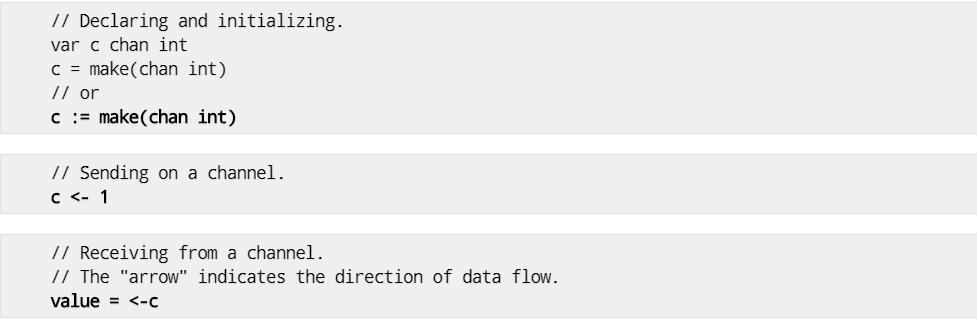 // Declaring and initializing.
var c chan int
c = make(chan int)
// or
c := make(chan int)
// Sending on a channel.
c <- 1
// Receiving from a channel.
// The "arrow" indicates the direction of data flow.
value = <-c